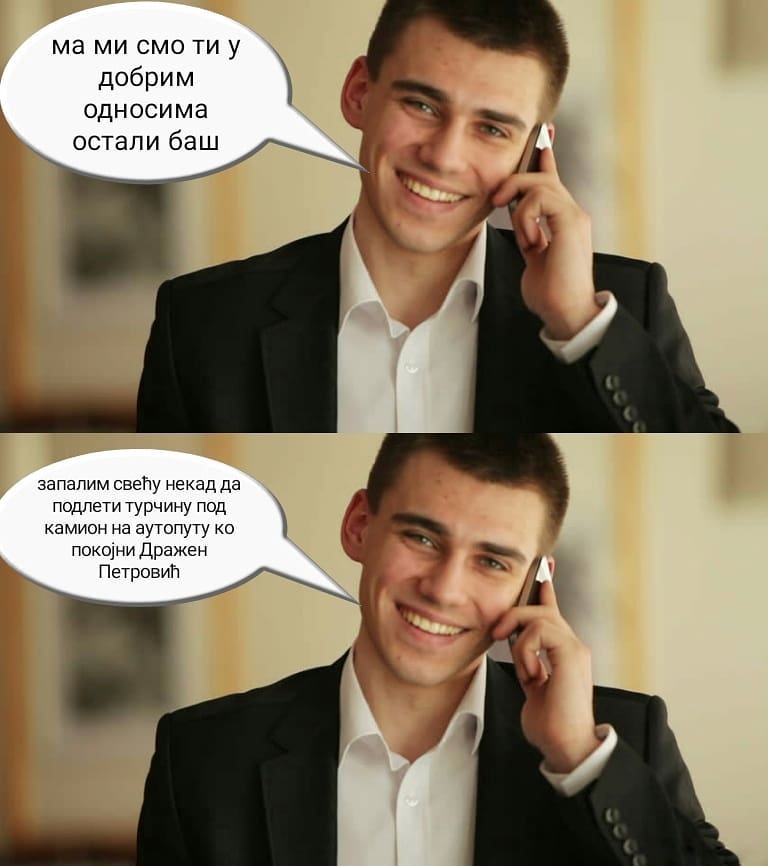 ма ми смо ти у
добрим
односима
остали баш
запалим свећу некад да
подлети турчину под
камион на аутопуту ко
покојни Дражен
Петровић